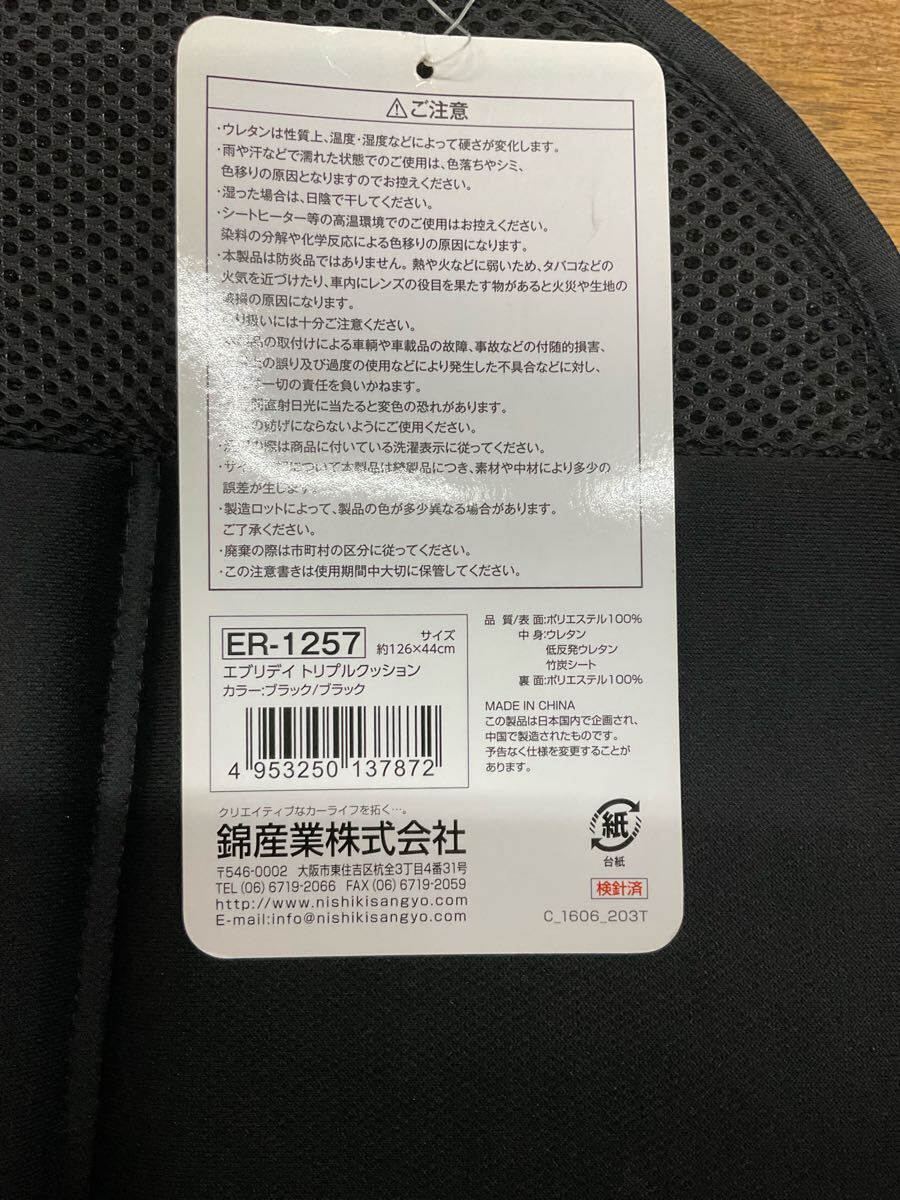 ⚠ご注意
・ウレタンは性質上、温度・湿度などによって硬さが変化します。
・雨や汗などで濡れた状態でのご使用は、色落ちやシミ、
色移りの原因となりますのでお控えください。
・湿った場合は、日陰で干してください。
・シートヒーター等の高温環境でのご使用はお控えください。
染料の分解や化学反応による色移りの原因になります。
・本製品は防炎品ではありません。熱や火などに弱いため、タバコなどの
火気を近づけたり、車内にレンズの役目を果たす物があると火災や生地の
破損の原因になります。
り扱いには十分ご注意ください。
品の取付けによる車輌や車載品の故障、事故などの付随的損害、
の誤り及び過度の使用などにより発生した不具合などに対し、
一切の責任を負いかねます。
直射日光に当たると変色の恐れがあります。
の妨げにならないようにご使用ください。
際は商品に付いている洗濯表示に従ってください。
・サイ について本製品は縫製品につき、素材や中材により多少の
誤差が生じ
・製造ロットによって、製品の色が多少異なる場合があります。
ご了承ください。
・廃棄の際は市町村の区分に従ってください。
・この注意書きは使用期間中大切に保管してください。
ER-1257 サイズ
約126×44cm
エブリデイ トリプルクッション
カラー:ブラック/ブラック
4 953250 137872
品 質/表 面:ポリエステル100%
中 身:ウレタン
低反発ウレタン
竹炭シート
裏 面:ポリエステル100%
MADE IN CHINA
この製品は日本国内で企画され、
中国で製造されたものです。
予告なく仕様を変更することが
あります。
クリエイティブなカーライフを拓く…。
錦産業株式会社
〒546-0002 大阪市東住吉区杭全3丁目4番31号
TEL(06)6719-2066 FAX(06)6719-2059
http://www.nishikisangyo.com
E-mail:info@nishikisangyo.com
紙
台紙
検針済
C_1606_203T